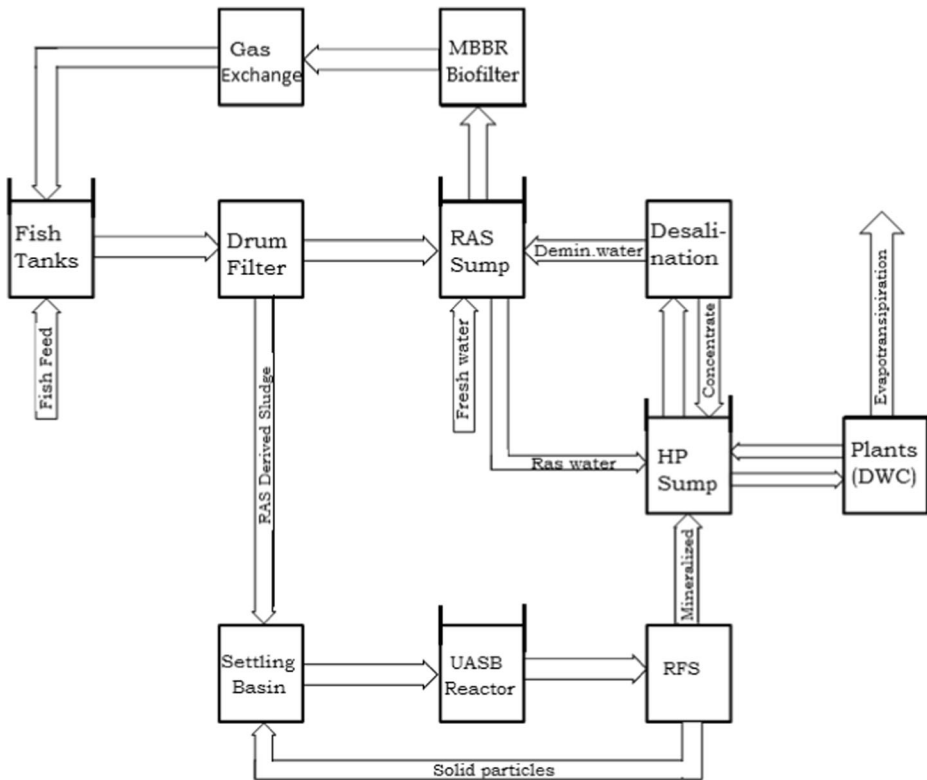 Gas
Exchange
MBBR
Biofilter
Fish
Tanks
Drum
Filter
RAS
Sump
Demin.water
Desali-
nation
Evapotransipiration
Fish Feed
RAS Derived Sludge
Fresh water
Concentrate
Ras water
HP
Sump
Plants
(DWC)
Mineralized
Settling
Basin
UASB
Reactor
RFS
Solid particles